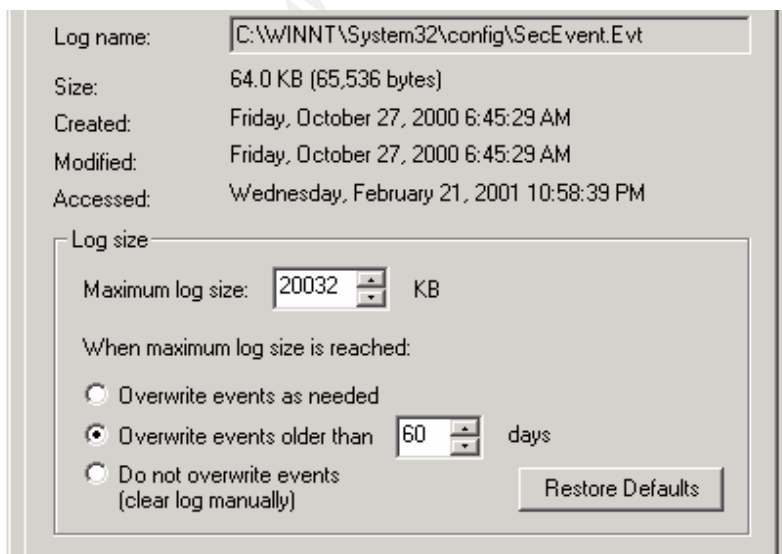 Log name: C:\WINNT\System32\config\SecEvent.Evt
Size: 64.0 KB (65,536 bytes)
Created: Friday, October 27, 2000 6:45:29 AM
Modified: Friday, October 27, 2000 6:45:29 AM
Accessed: Wednesday, February 21, 2001 10:58:39 PM
Log size
Maximum log size: 20032 KB
When maximum log size is reached:
Overwrite events as needed
Overwrite events older than 60 days
Do not overwrite events
(clear log manually)
Restore Defaults